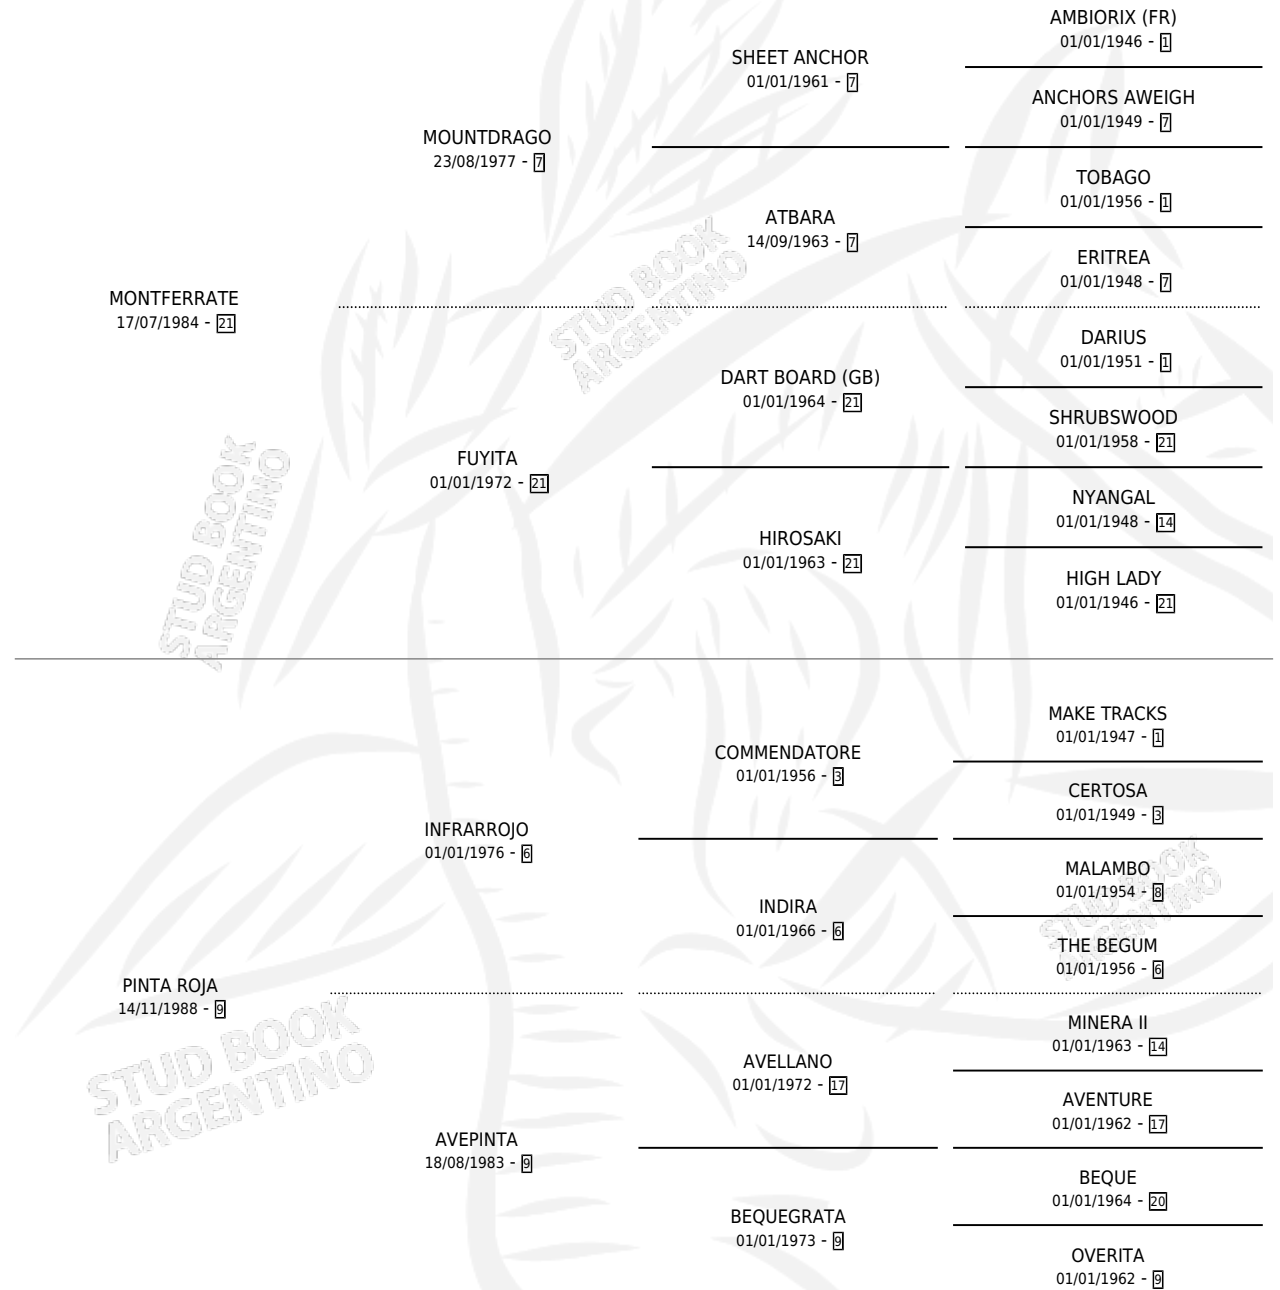 AMBIORIX (FR)
01/01/1946 - 1
SHEET ANCHOR
01/01/1961 - 7
ANCHORS AWEIGH
01/01/1949 - 7
MOUNTDRAGO
23/08/1977 - 7
TOBAGO
01/01/1956 - 1
ATBARA
14/09/1963 - 7
ERITREA
01/01/1948 - 7
MONTFERRATE
17/07/1984 - 21
DARIUS
01/01/1951 - 1
DART BOARD (GB)
01/01/1964 - 21
SHRUBSWOOD
01/01/1958 - 21
FUYITA
01/01/1972 - 21
NYANGAL
01/01/1948 - 14
HIROSAKI
01/01/1963 - 21
HIGH LADY
01/01/1946 - 21
MAKE TRACKS
01/01/1947 - 1
COMMENDATORE
01/01/1956 - 3
CERTOSA
01/01/1949 - 3
INFRARROJO
01/01/1976 - 6
MALAMBO
01/01/1954 - 8
INDIRA
01/01/1966 - 6
THE BEGUM
01/01/1956 - 6
PINTA ROJA
14/11/1988 - 9
MINERA II
01/01/1963 - 14
AVELLANO
01/01/1972 - 17
AVENTURE
01/01/1962 - 17
AVEPINTA
18/08/1983 - 9
BEQUE
01/01/1964 - 20
BEQUEGRATA
01/01/1973 - 9
OVERITA
01/01/1962 - 9
STUD BOOK
ARGENTINO
STUD BOOK
ARGENTINO
STUD BOOK
ARGENTINO
STUD BOOK
ARGENTINO